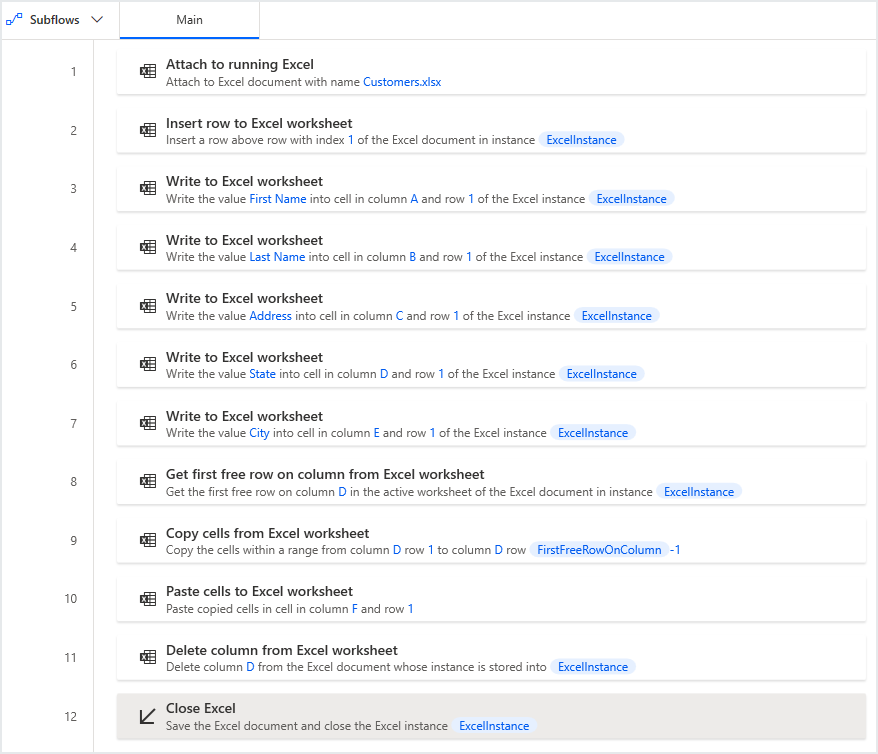 Subflows
Main
1
Attach to running Excel
Attach to Excel document with name Customers.xlsx
2
Insert row to Excel worksheet
Insert a row above row with index 1 of the Excel document in instance ExcelInstance
3
Write to Excel worksheet
Write the value First Name into cell in column A and row 1 of the Excel instance ExcelInstance
4
Write to Excel worksheet
Write the value Last Name into cell in column B and row 1 of the Excel instance ExcelInstance
5
Write to Excel worksheet
Write the value Address into cell in column C and row 1 of the Excel instance ExcelInstance
6
Write to Excel worksheet
Write the value State into cell in column D and row 1 of the Excel instance ExcelInstance
7
Write to Excel worksheet
Write the value City into cell in column E and row 1 of the Excel instance ExcelInstance
8
Get first free row on column from Excel worksheet
Get the first free row on column D in the active worksheet of the Excel document in instance ExcelInstance
9
Copy cells from Excel worksheet
Copy the cells within a range from column D row 1 to column D row FirstFreeRowOnColumn -1
10
Paste cells to Excel worksheet
Paste copied cells in cell in column F and row 1
11
Delete column from Excel worksheet
Delete column D from the Excel document whose instance is stored into ExcelInstance
12
Close Excel
Save the Excel document and close the Excel instance ExcelInstance